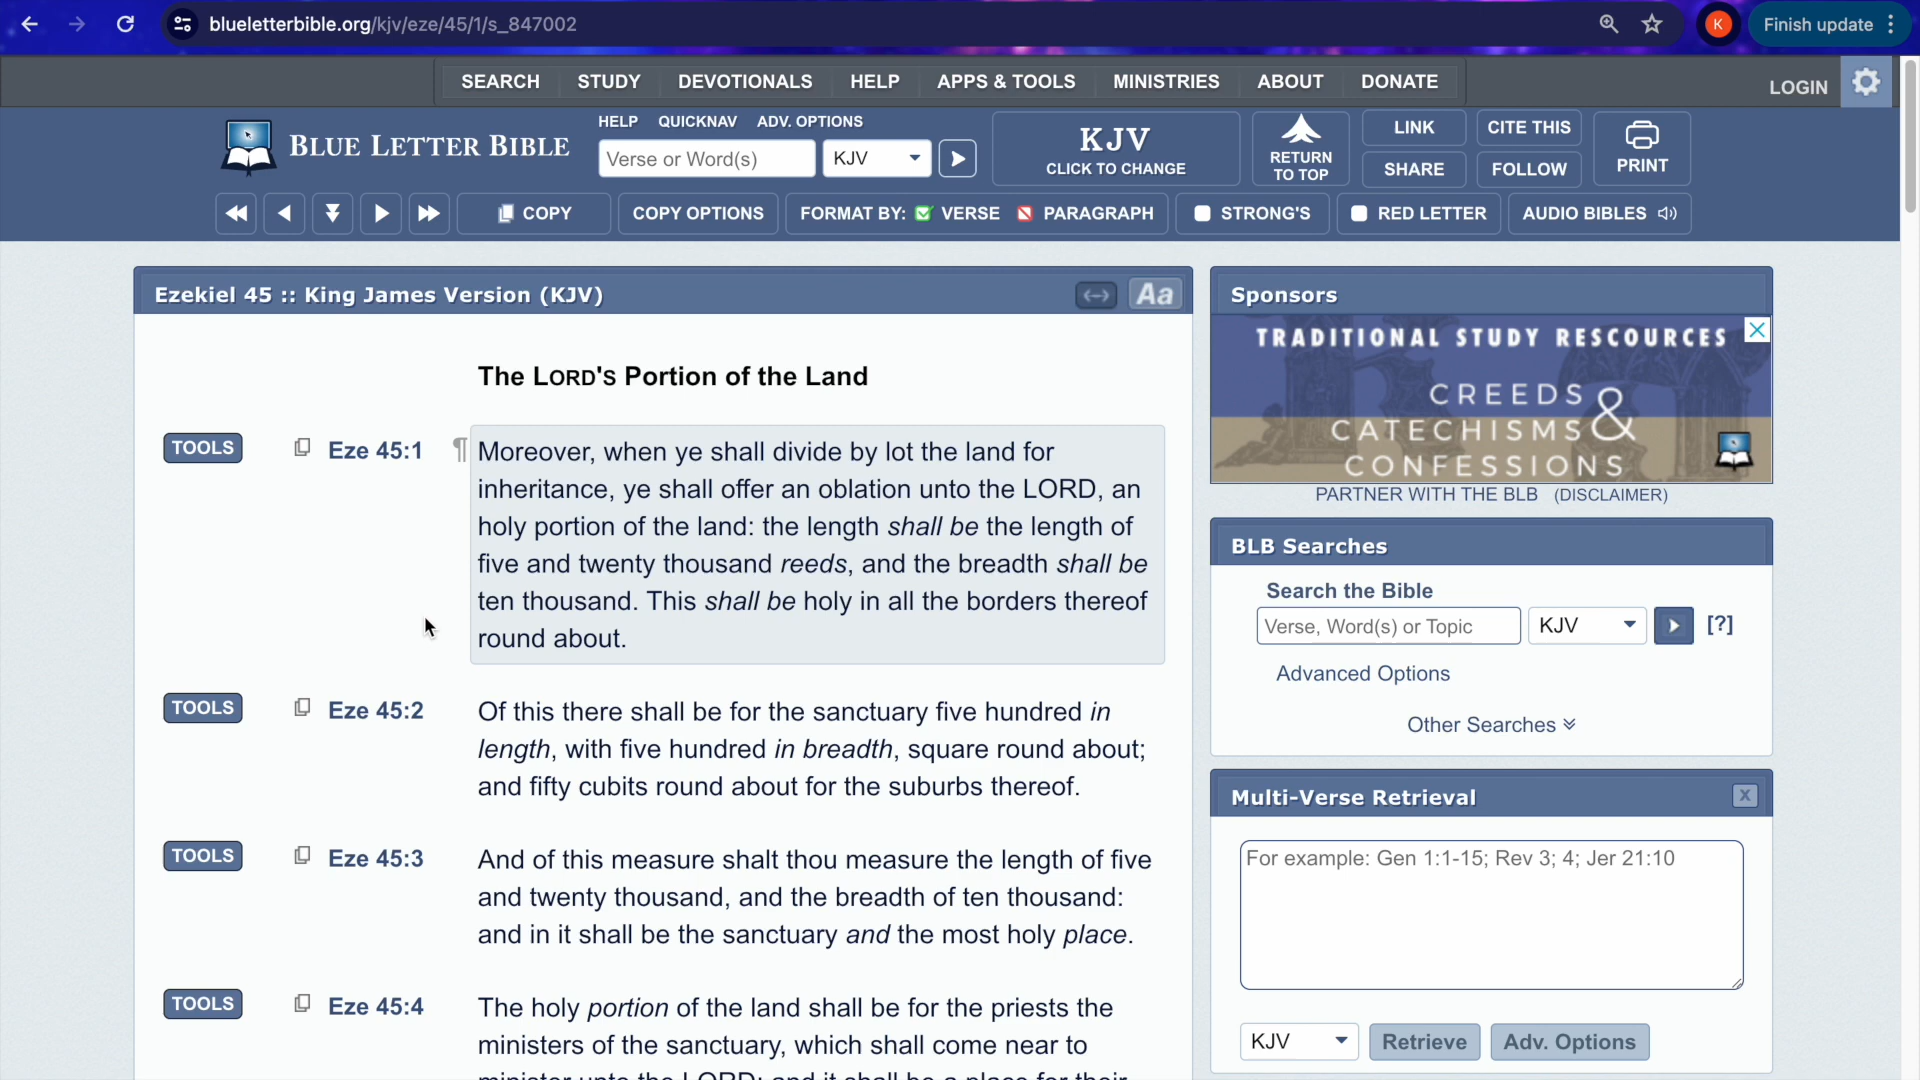 blueletterbible.org/kjv/eze/45/1/s_847002
K
Finish update
SEARCH STUDY DEVOTIONALS HELP APPS & TOOLS MINISTRIES ABOUT DONATE
LOGIN
BLUE LETTER BIBLE
HELP QUICKNAV ADV. OPTIONS
Verse or Word(s)
KJV
KJV
CLICK TO CHANGE
RETURN
TO TOP
LINK
CITE THIS
SHARE
FOLLOW
PRINT
COPY
COPY OPTIONS
FORMAT BY: VERSE PARAGRAPH
STRONG'S
RED LETTER
AUDIO BIBLES
Ezekiel 45 :: King James Version (KJV)
Aa
The LORD'S Portion of the Land
TOOLS
Eze 45:1
¶ Moreover, when ye shall divide by lot the land for
inheritance, ye shall offer an oblation unto the LORD, an
holy portion of the land: the length shall be the length of
five and twenty thousand reeds, and the breadth shall be
ten thousand. This shall be holy in all the borders thereof
round about.
TOOLS
Eze 45:2
Of this there shall be for the sanctuary five hundred in
length, with five hundred in breadth, square round about;
and fifty cubits round about for the suburbs thereof.
TOOLS
Eze 45:3
And of this measure shalt thou measure the length of five
and twenty thousand, and the breadth of ten thousand:
and in it shall be the sanctuary and the most holy place.
TOOLS
Eze 45:4
The holy portion of the land shall be for the priests the
ministers of the sanctuary, which shall come near to
minister unto the LORD: and it shall be a place for their
Sponsors
TRADITIONAL STUDY RESCOURCES
CREEDS
&
CATECHISMS
CONFESSIONS
PARTNER WITH THE BLB (DISCLAIMER)
BLB Searches
Search the Bible
Verse, Word(s) or Topic
KJV
[?]
Advanced Options
Other Searches
Multi-Verse Retrieval
X
For example: Gen 1:1-15; Rev 3; 4; Jer 21:10
KJV
Retrieve
Adv. Options